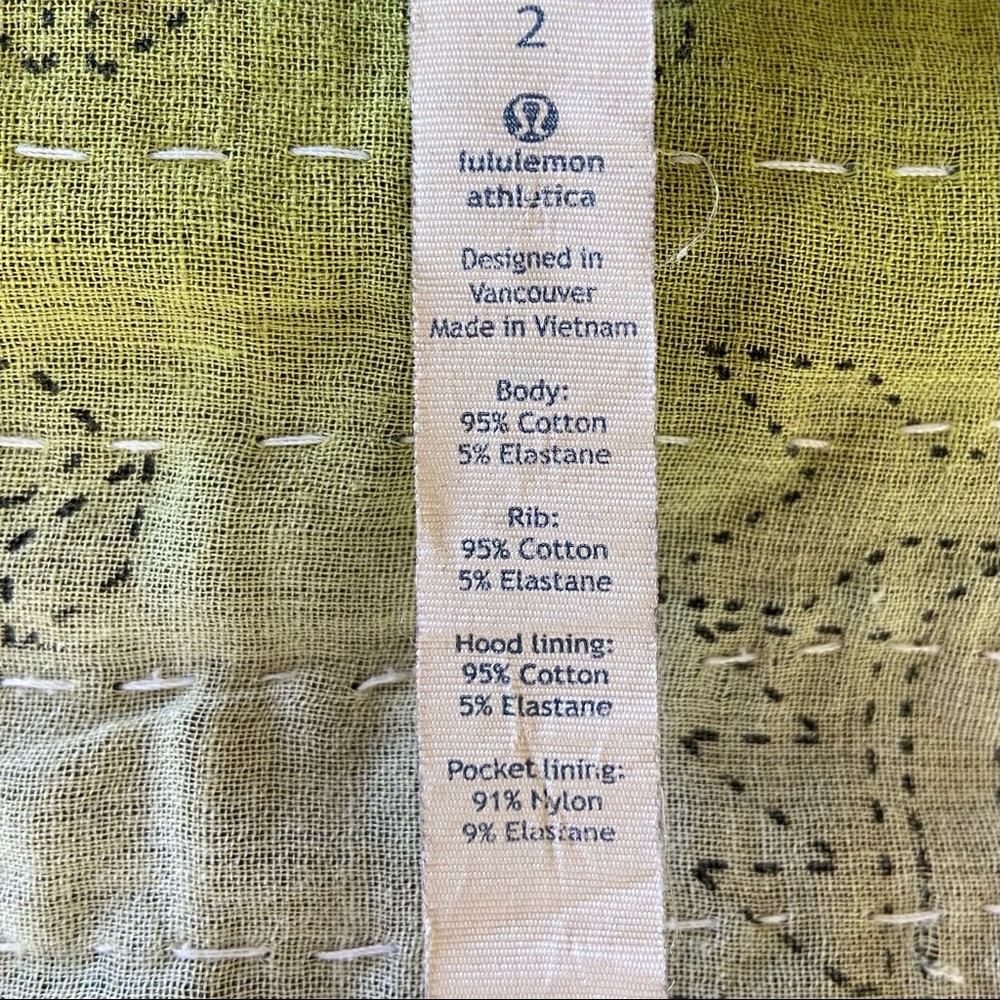 2
lululemon
athletica
Designed in
Vancouver
Made in Vietnam
Body:
95% Cotton
5% Elastane
Rib:
95% Cotton
5% Elastane
Hood lining:
95% Cotton
5% Elastane
Pocket lining:
91% Nylon
9% Elastane